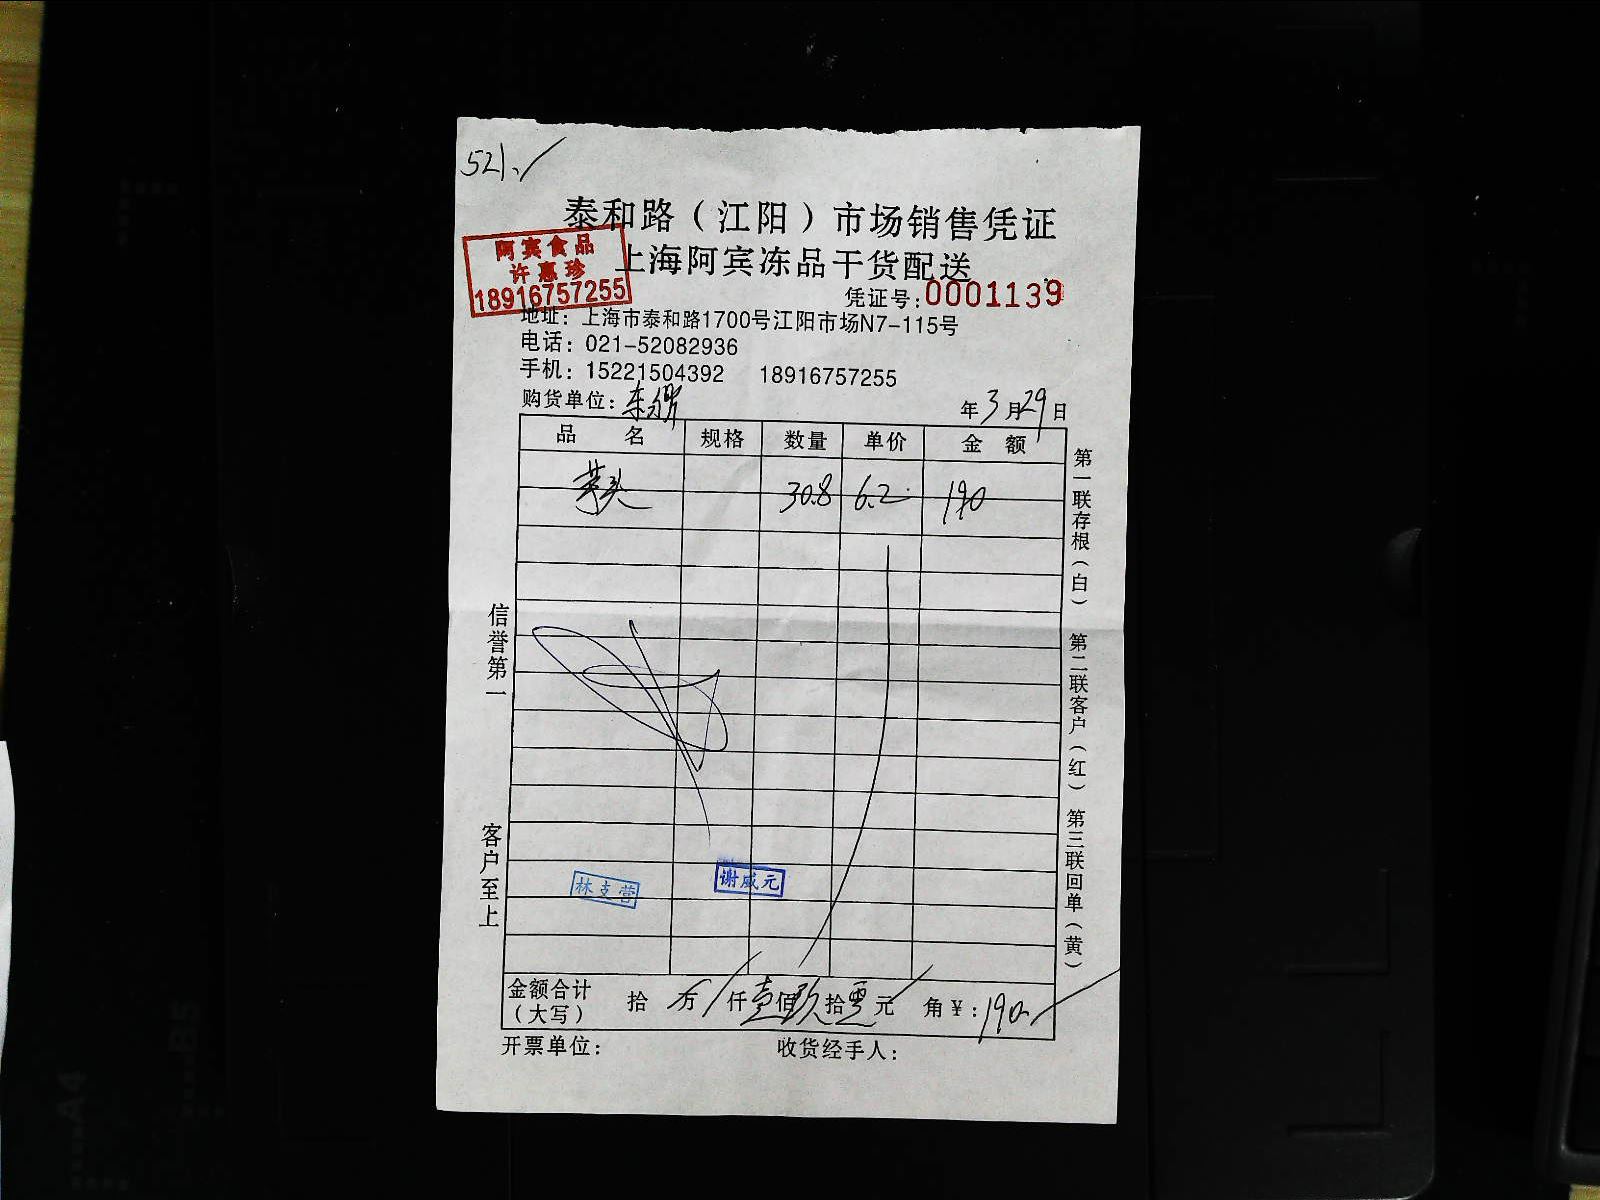 521.
泰和路（江阳）市场销售凭证
上海阿宾冻品干货配送
阿宾食品
许惠珍
18916757255
凭证号：0001139
地址：上海市泰和路1700号江阳市场N7-115号
电话：021-52082936
手机：15221504392 18916757255
购货单位：
年3月29日
品名 规格 数量 单价 金额
30.8 6.2 190
信誉第一
客户至上
第一联存根（白） 第二联客户（红） 第三联回单（黄）
林支营
谢威元
金额合计（大写） 拾 万 仟壹佰玖拾零元 角￥：190
开票单位： 收货经手人：